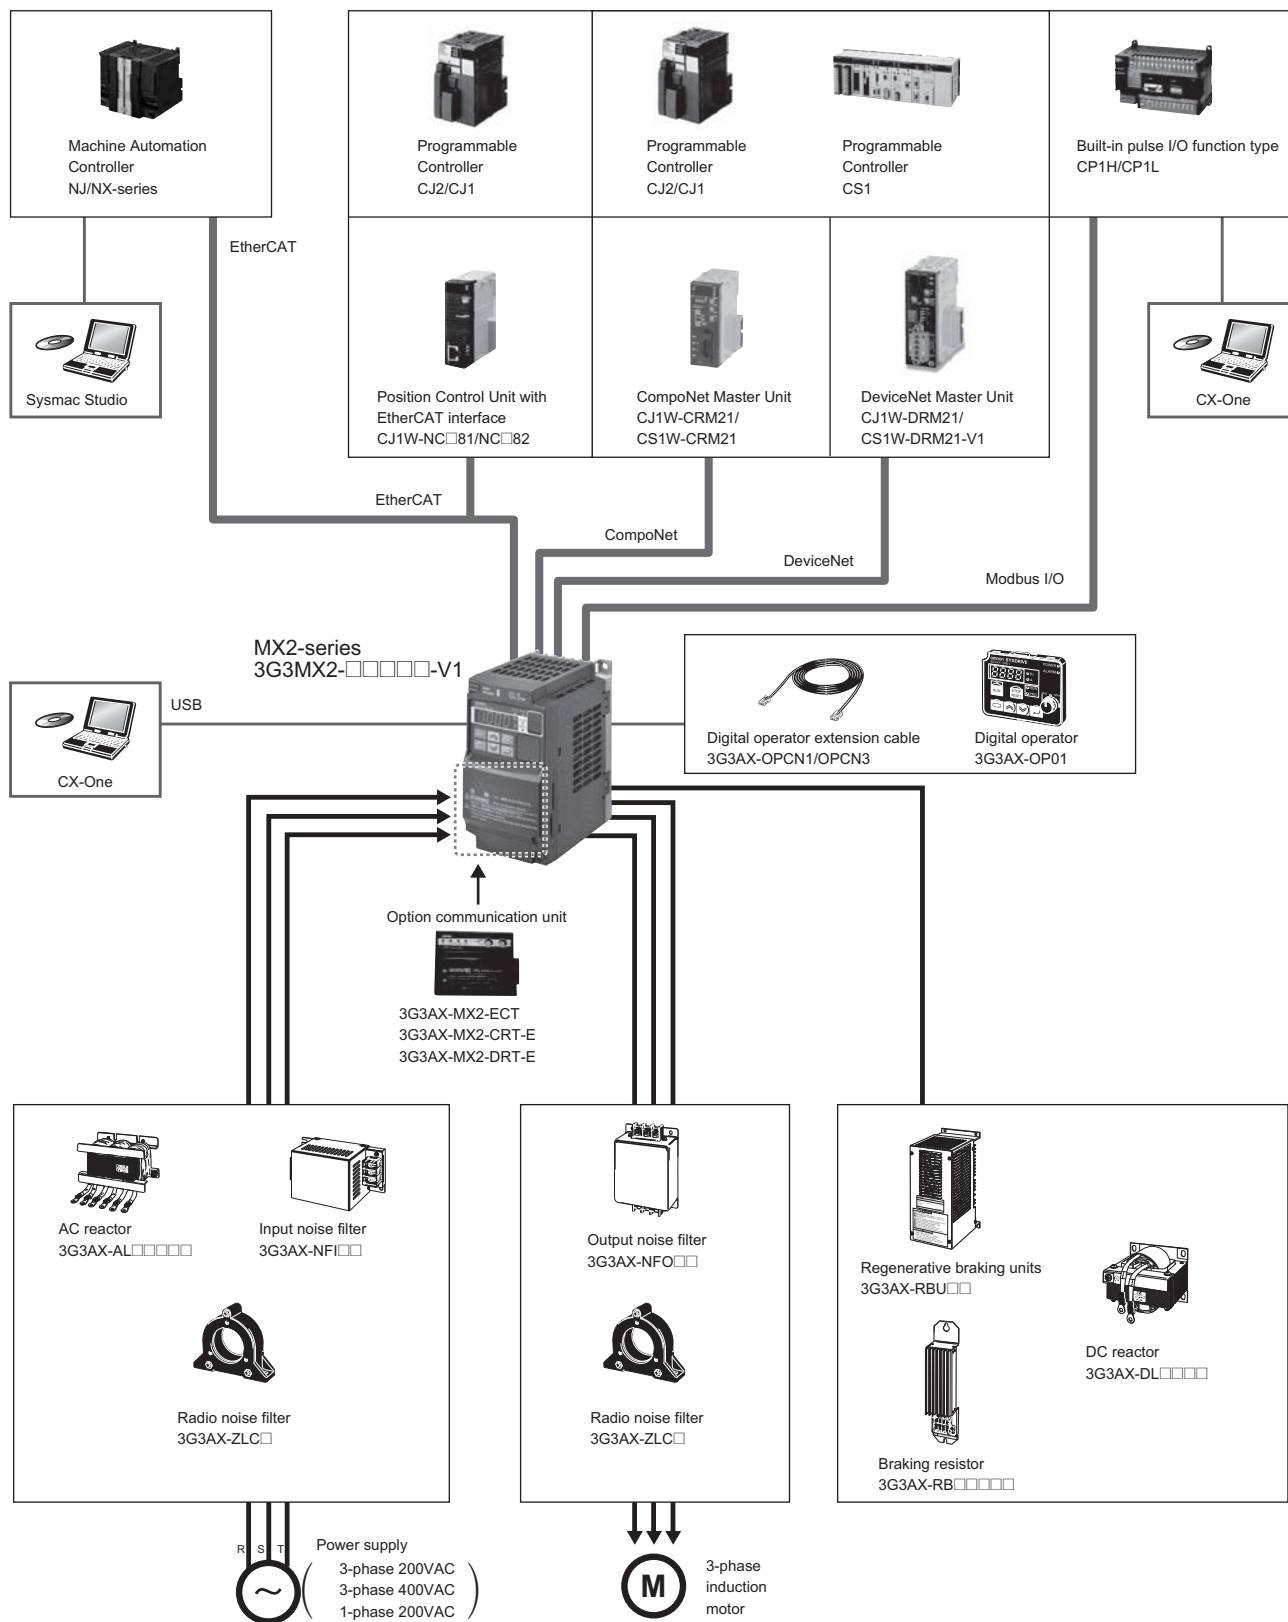 Machine Automation
Controller
NJ/NX-series
Programmable
Controller
CJ2/CJ1
Programmable
Controller
CJ2/CJ1
Programmable
Controller
CS1
Built-in pulse I/O function type
CP1H/CP1L
EtherCAT
Sysmac Studio
Position Control Unit with
EtherCAT interface
CJ1W-NC□81/NC□82
CompoNet Master Unit
CJ1W-CRM21/
CS1W-CRM21
DeviceNet Master Unit
CJ1W-DRM21/
CS1W-DRM21-V1
CX-One
EtherCAT
CompoNet
DeviceNet
Modbus I/O
MX2-series
3G3MX2-□□□□□-V1
USB
CX-One
Digital operator extension cable
3G3AX-OPCN1/OPCN3
Digital operator
3G3AX-OP01
Option communication unit
3G3AX-MX2-ECT
3G3AX-MX2-CRT-E
3G3AX-MX2-DRT-E
AC reactor
3G3AX-AL□□□□□
Input noise filter
3G3AX-NFI□□
Radio noise filter
3G3AX-ZLC□
Output noise filter
3G3AX-NFO□□
Radio noise filter
3G3AX-ZLC□
Regenerative braking units
3G3AX-RBU□□
DC reactor
3G3AX-DL□□□□
Braking resistor
3G3AX-RB□□□□□
R S T
Power supply
3-phase 200VAC
3-phase 400VAC
1-phase 200VAC
M
3-phase
induction
motor